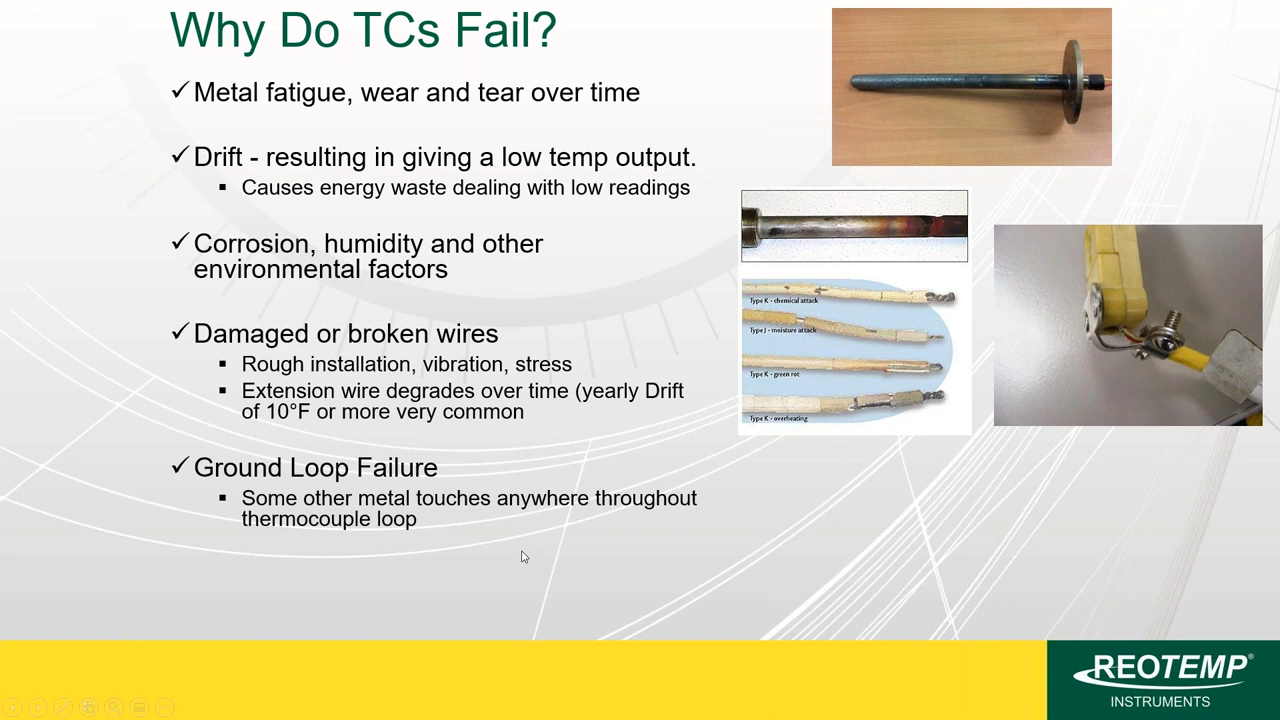 Why Do TCs Fail?
✓ Metal fatigue, wear and tear over time
✓ Drift - resulting in giving a low temp output.
▪ Causes energy waste dealing with low readings
✓ Corrosion, humidity and other
environmental factors
✓ Damaged or broken wires
▪ Rough installation, vibration, stress
▪ Extension wire degrades over time (yearly Drift
of 10°F or more very common
✓ Ground Loop Failure
▪ Some other metal touches anywhere throughout
thermocouple loop
Type K - chemical attack
Type J - moisture attack
Type K - green rot
Type K - overheating
REOTEMP®
INSTRUMENTS